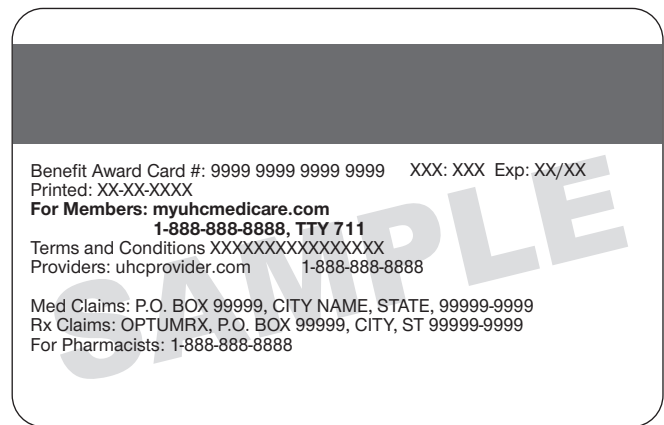 Benefit Award Card #: 9999 9999 9999 9999 XXX: XXX Exp: XX/XX
Printed: XX-XX-XXXX
For Members: myuhcmedicare.com
1-888-888-8888, TTY 711
Terms and Conditions XXXXXXXXXXXXXXXX
Providers: uhcprovider.com 1-888-888-8888
Med Claims: P.O. BOX 99999, CITY NAME, STATE, 99999-9999
Rx Claims: OPTUMRX, P.O. BOX 99999, CITY, ST 99999-9999
For Pharmacists: 1-888-888-8888
SAMPLE